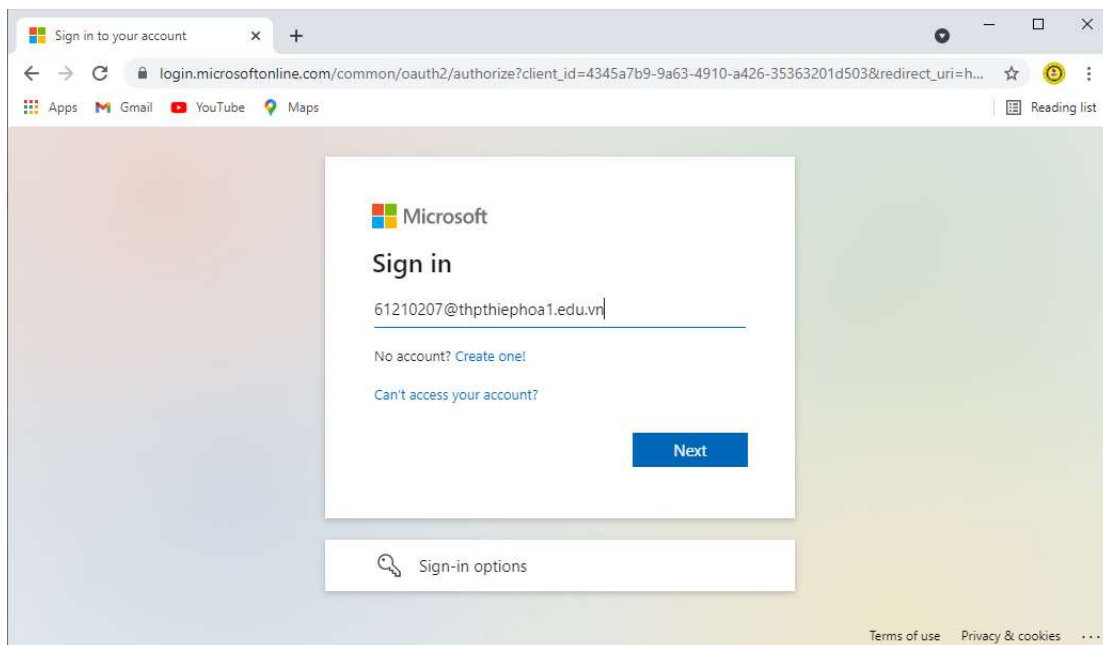 Sign in to your account
login.microsoftonline.com/common/oauth2/authorize?client_id=4345a7b9-9a63-4910-a426-35363201d503&redirect_uri=h...
Apps Gmail YouTube Maps Reading list
Microsoft
Sign in
61210207@thpthiephoa1.edu.vn
No account? Create one!
Can't access your account?
Next
Sign-in options
Terms of use Privacy & cookies ...